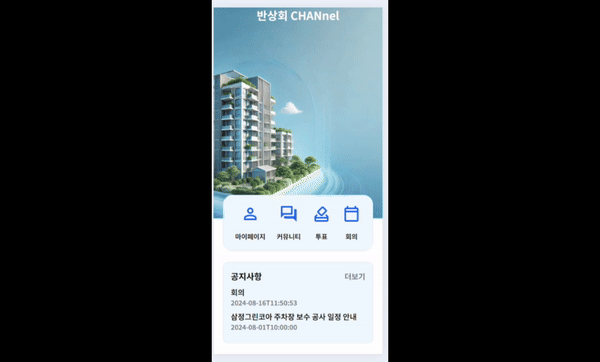 반상회 CHANnel
마이페이지 커뮤니티 투표 회의
공지사항 더보기
회의
2024-08-16T11:50:53
삼정그린코아 주차장 보수 공사 일정 안내
2024-08-01T10:00:00